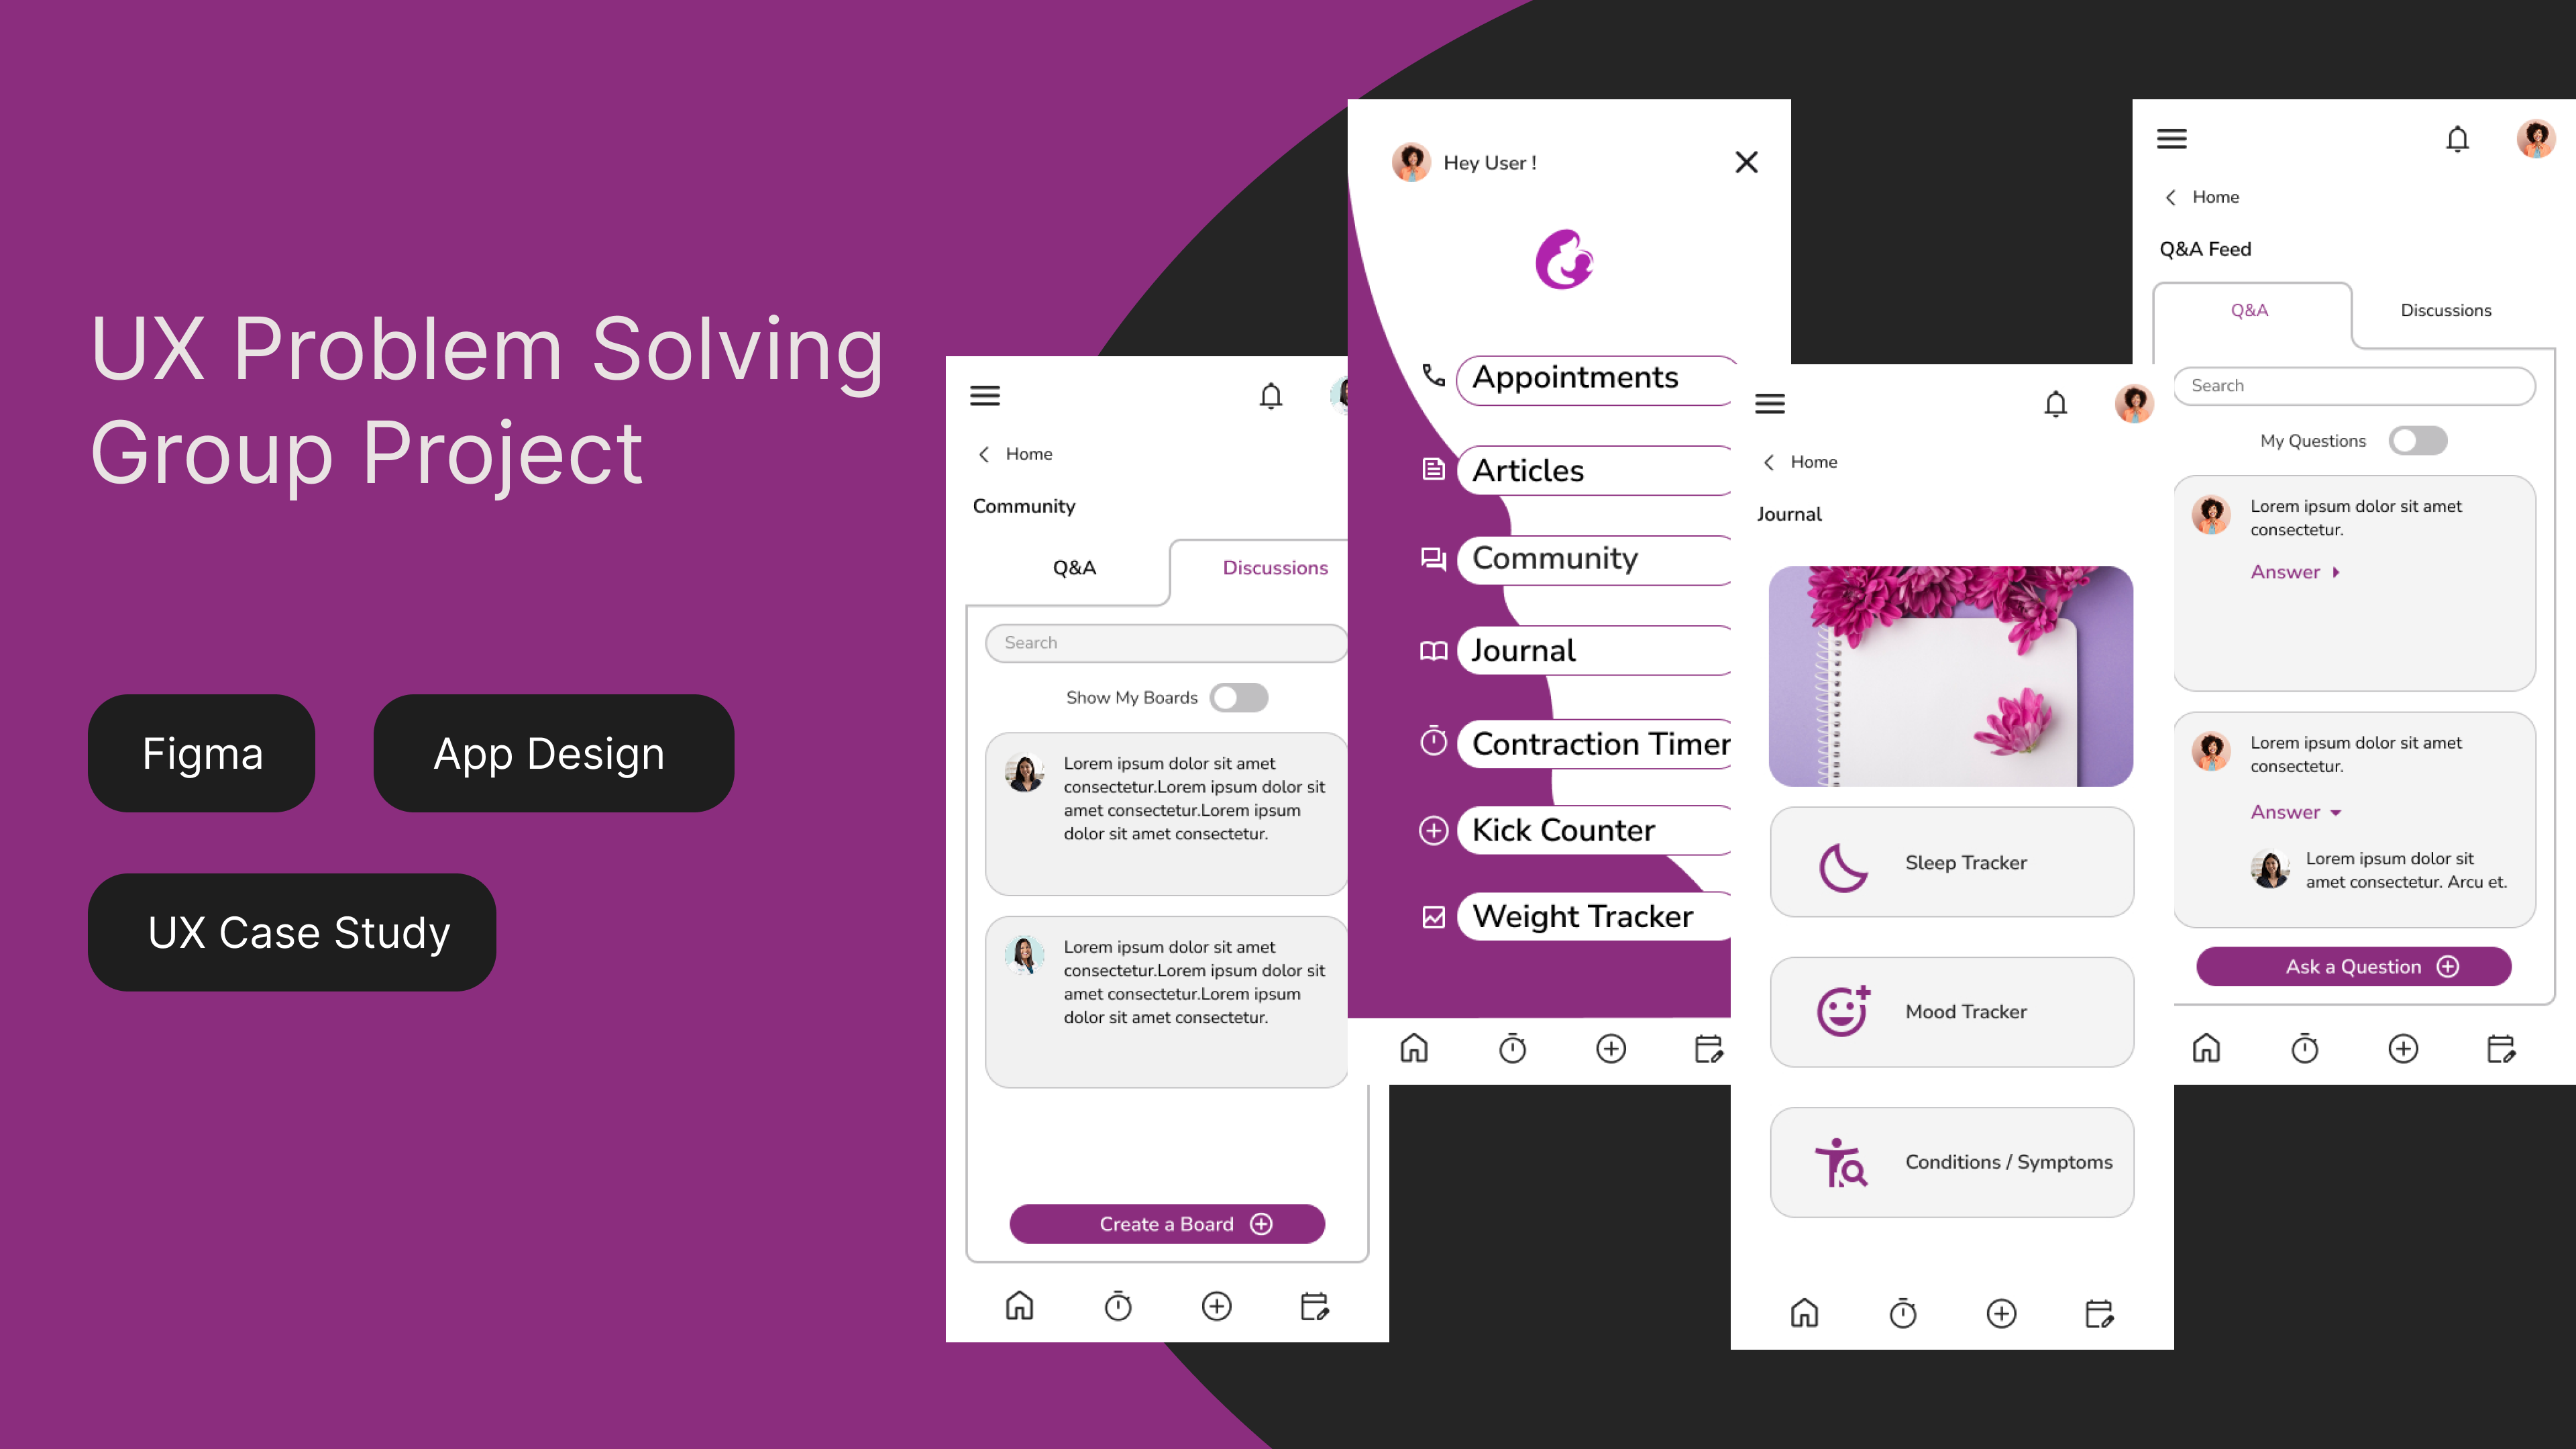 UX Problem Solving
Group Project
Figma
App Design
UX Case Study
Home
Community
Q&A
Discussions
Search
Show My Boards
Lorem ipsum dolor sit amet
consectetur.Lorem ipsum dolor sit
amet consectetur.Lorem ipsum
dolor sit amet consectetur.
Lorem ipsum dolor sit amet
consectetur.Lorem ipsum dolor sit
amet consectetur.Lorem ipsum
dolor sit amet consectetur.
Create a Board
Hey User !
Appointments
Articles
Community
Journal
Contraction Timer
Kick Counter
Weight Tracker
Home
Journal
Sleep Tracker
Mood Tracker
Conditions / Symptoms
Home
Q&A Feed
Q&A
Discussions
Search
My Questions
Lorem ipsum dolor sit amet
consectetur.
Answer
Lorem ipsum dolor sit amet
consectetur.
Answer
Lorem ipsum dolor sit
amet consectetur. Arcu et.
Ask a Question